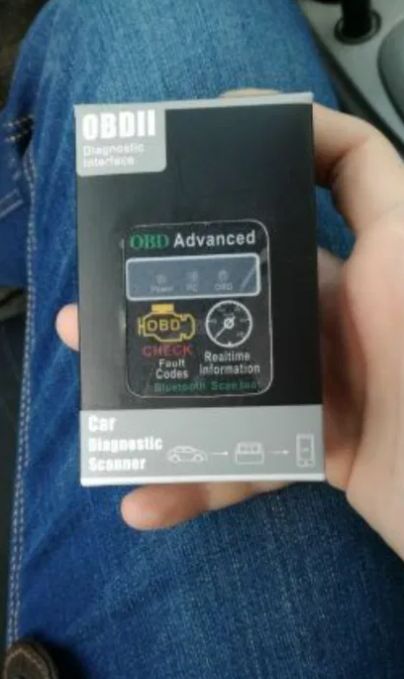 OBDII
Diagnostic
Interface
OBD Advanced
Power PC OBD
OBD
CHECK
Fault
Codes
Realtime
Information
Bluetooth Scan tool
Car
Diagnostic
Scanner